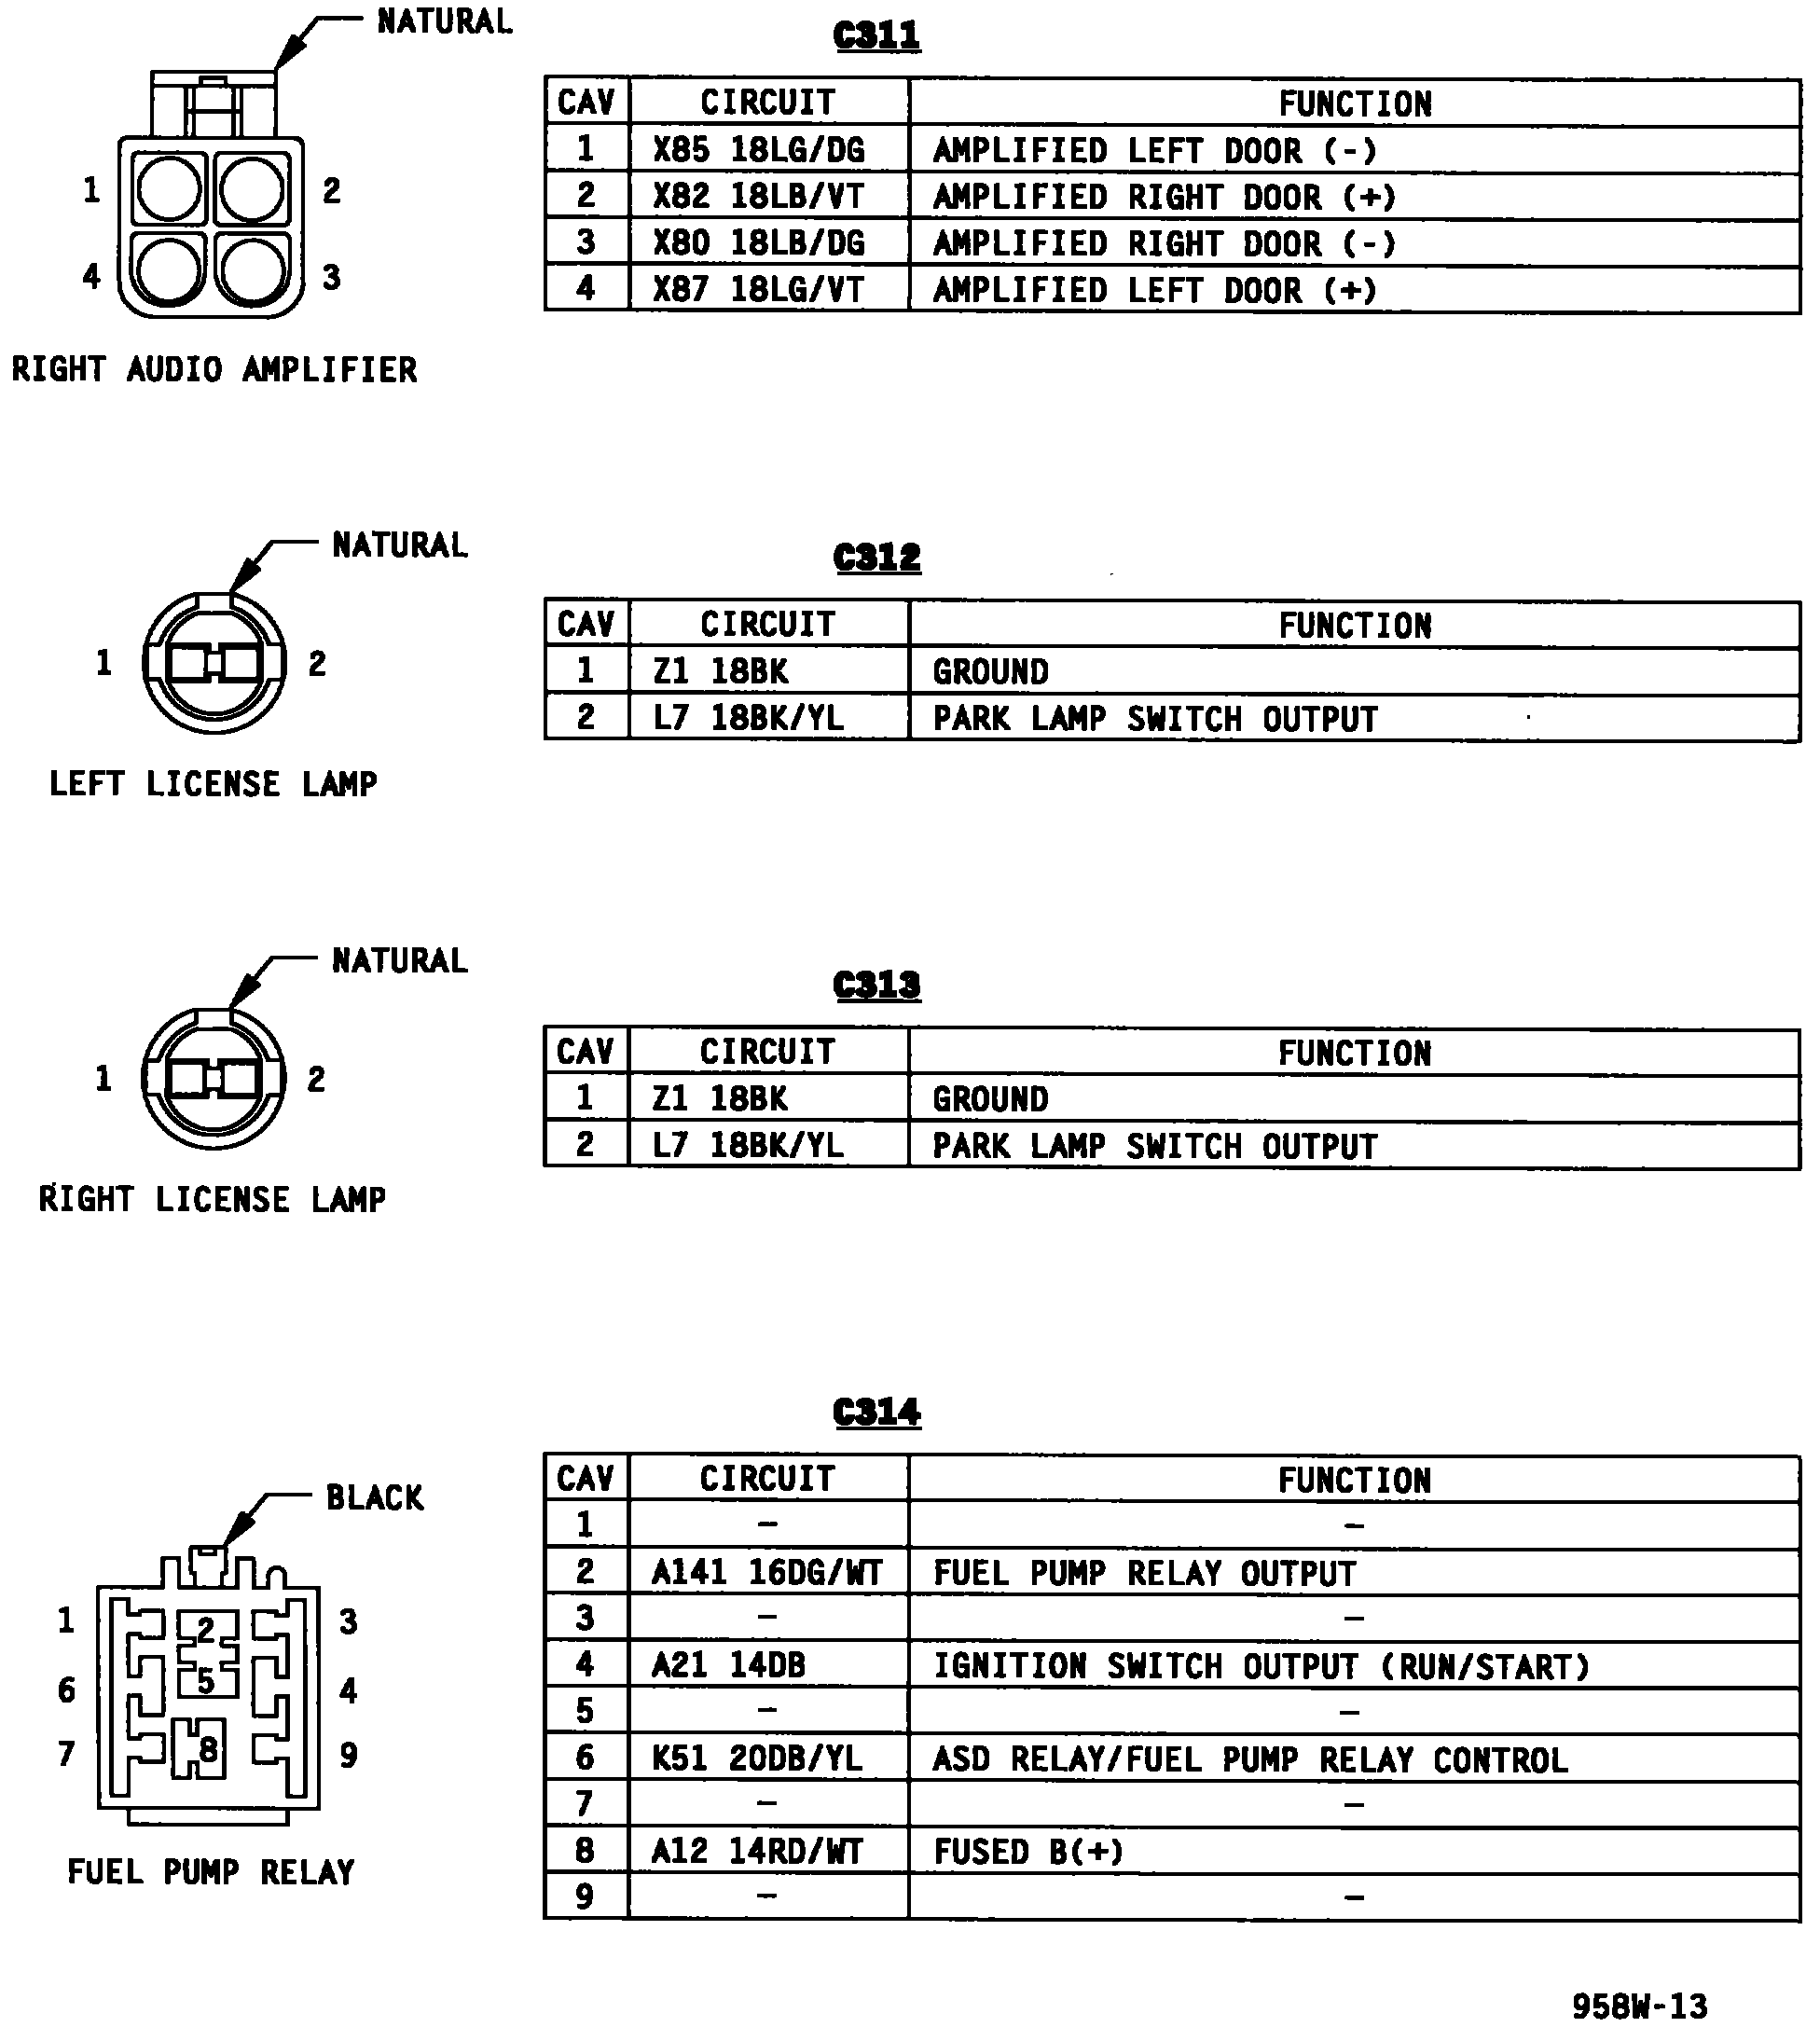 NATURAL
C311
CAV CIRCUIT FUNCTION
1 X85 18LG/DG AMPLIFIED LEFT DOOR (-)
2 X82 18LB/VT AMPLIFIED RIGHT DOOR (+)
3 X80 18LB/DG AMPLIFIED RIGHT DOOR (-)
4 X87 18LG/VT AMPLIFIED LEFT DOOR (+)
1 2
4 3
RIGHT AUDIO AMPLIFIER
NATURAL
C312
CAV CIRCUIT FUNCTION
1 Z1 18BK GROUND
2 L7 18BK/YL PARK LAMP SWITCH OUTPUT
1 2
LEFT LICENSE LAMP
NATURAL
C313
CAV CIRCUIT FUNCTION
1 Z1 18BK GROUND
2 L7 18BK/YL PARK LAMP SWITCH OUTPUT
1 2
RIGHT LICENSE LAMP
C314
CAV CIRCUIT FUNCTION
1 - -
2 A141 16DG/WT FUEL PUMP RELAY OUTPUT
3 - -
4 A21 14DB IGNITION SWITCH OUTPUT (RUN/START)
5 - -
6 K51 20DB/YL ASD RELAY/FUEL PUMP RELAY CONTROL
7 - -
8 A12 14RD/WT FUSED B(+)
9 - -
BLACK
1 2 3
6 5 4
7 8 9
FUEL PUMP RELAY
958W-13